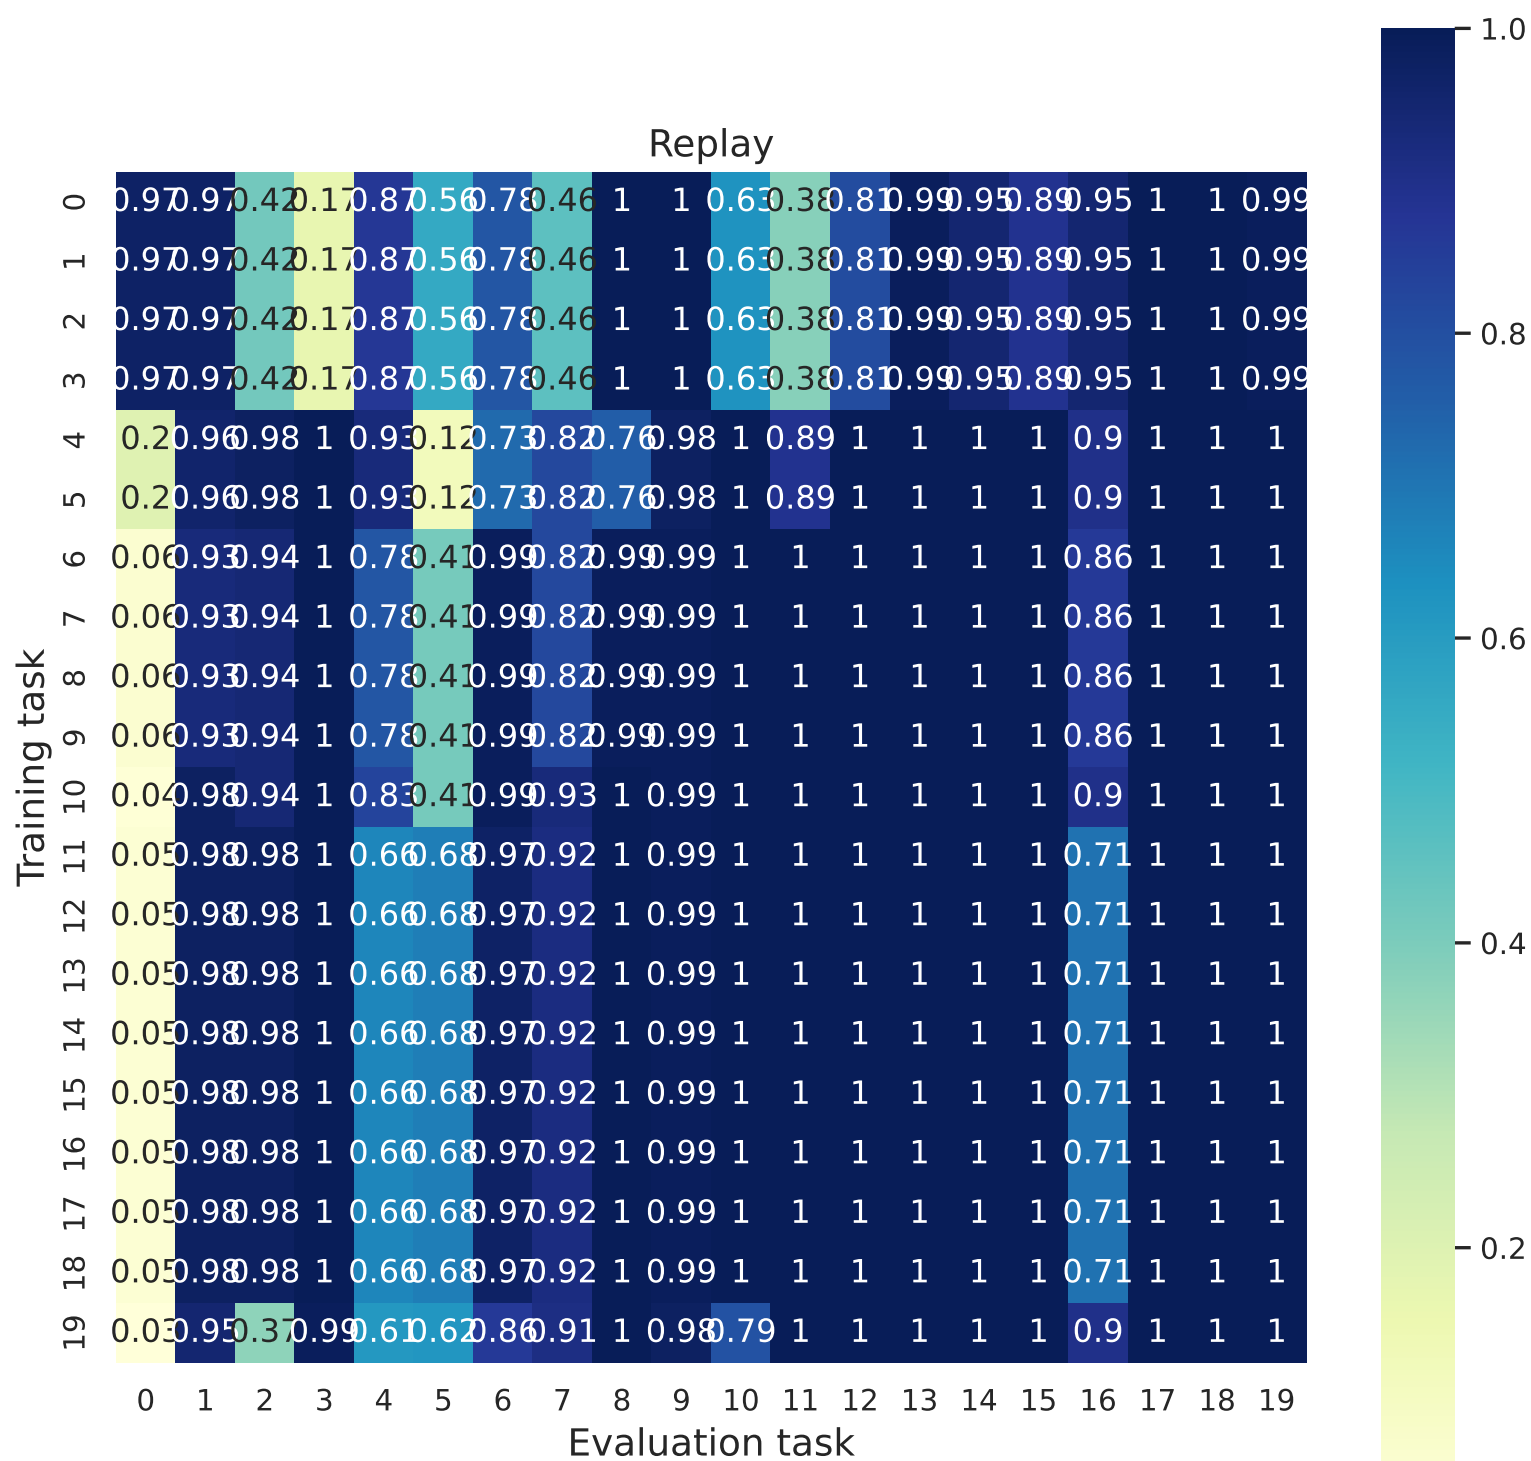 Replay
0 0.97 0.97 0.42 0.17 0.87 0.56 0.78 0.46 1 1 0.63 0.38 0.81 0.99 0.95 0.89 0.95 1 1 0.99
1 0.97 0.97 0.42 0.17 0.87 0.56 0.78 0.46 1 1 0.63 0.38 0.81 0.99 0.95 0.89 0.95 1 1 0.99
2 0.97 0.97 0.42 0.17 0.87 0.56 0.78 0.46 1 1 0.63 0.38 0.81 0.99 0.95 0.89 0.95 1 1 0.99
3 0.97 0.97 0.42 0.17 0.87 0.56 0.78 0.46 1 1 0.63 0.38 0.81 0.99 0.95 0.89 0.95 1 1 0.99
4 0.2 0.96 0.98 1 0.93 0.12 0.73 0.82 0.76 0.98 1 0.89 1 1 1 1 0.9 1 1 1
5 0.2 0.96 0.98 1 0.93 0.12 0.73 0.82 0.76 0.98 1 0.89 1 1 1 1 0.9 1 1 1
6 0.06 0.93 0.94 1 0.78 0.41 0.99 0.82 0.99 0.99 1 1 1 1 1 1 0.86 1 1 1
7 0.06 0.93 0.94 1 0.78 0.41 0.99 0.82 0.99 0.99 1 1 1 1 1 1 0.86 1 1 1
8 0.06 0.93 0.94 1 0.78 0.41 0.99 0.82 0.99 0.99 1 1 1 1 1 1 0.86 1 1 1
9 0.06 0.93 0.94 1 0.78 0.41 0.99 0.82 0.99 0.99 1 1 1 1 1 1 0.86 1 1 1
10 0.04 0.98 0.94 1 0.83 0.41 0.99 0.93 1 0.99 1 1 1 1 1 1 0.9 1 1 1
11 0.05 0.98 0.98 1 0.66 0.68 0.97 0.92 1 0.99 1 1 1 1 1 1 0.71 1 1 1
12 0.05 0.98 0.98 1 0.66 0.68 0.97 0.92 1 0.99 1 1 1 1 1 1 0.71 1 1 1
13 0.05 0.98 0.98 1 0.66 0.68 0.97 0.92 1 0.99 1 1 1 1 1 1 0.71 1 1 1
14 0.05 0.98 0.98 1 0.66 0.68 0.97 0.92 1 0.99 1 1 1 1 1 1 0.71 1 1 1
15 0.05 0.98 0.98 1 0.66 0.68 0.97 0.92 1 0.99 1 1 1 1 1 1 0.71 1 1 1
16 0.05 0.98 0.98 1 0.66 0.68 0.97 0.92 1 0.99 1 1 1 1 1 1 0.71 1 1 1
17 0.05 0.98 0.98 1 0.66 0.68 0.97 0.92 1 0.99 1 1 1 1 1 1 0.71 1 1 1
18 0.05 0.98 0.98 1 0.66 0.68 0.97 0.92 1 0.99 1 1 1 1 1 1 0.71 1 1 1
19 0.03 0.95 0.37 0.99 0.61 0.62 0.86 0.91 1 0.98 0.79 1 1 1 1 1 0.9 1 1 1
0 1 2 3 4 5 6 7 8 9 10 11 12 13 14 15 16 17 18 19
Evaluation task
Training task
1.0
0.8
0.6
0.4
0.2